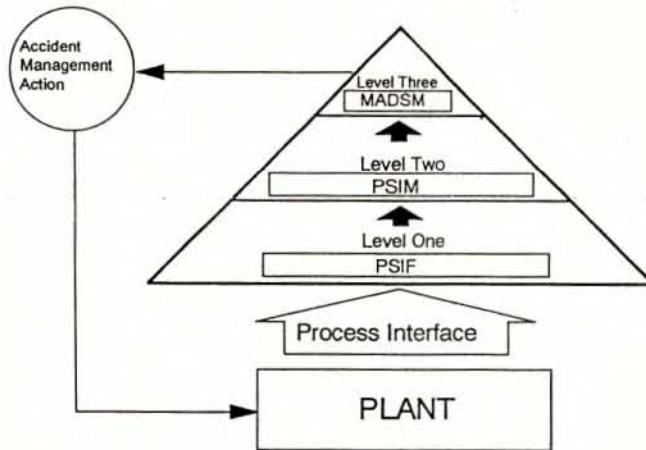 Accident
Management
Action
Level Three
MADSM
Level Two
PSIM
Level One
PSIF
Process Interface
PLANT